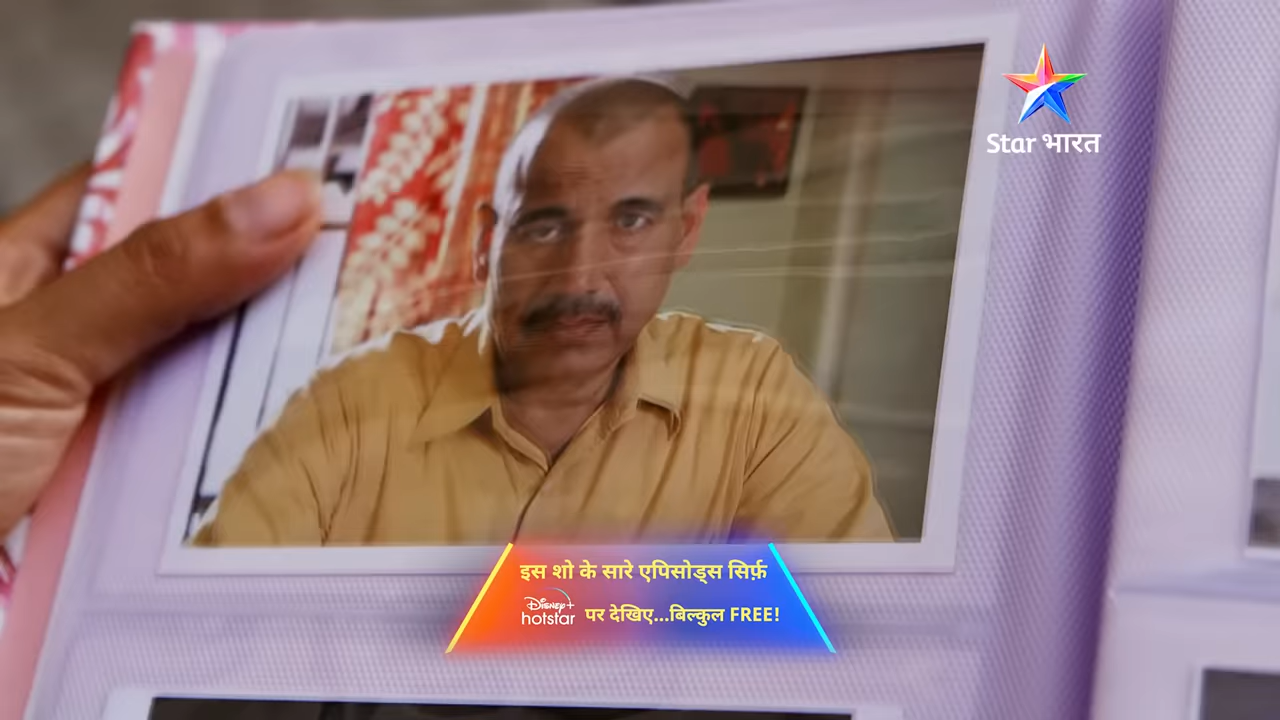 Star भारत
इस शो के सारे एपिसोड्स सिर्फ़
Disney+ hotstar पर देखिए...बिल्कुल FREE!